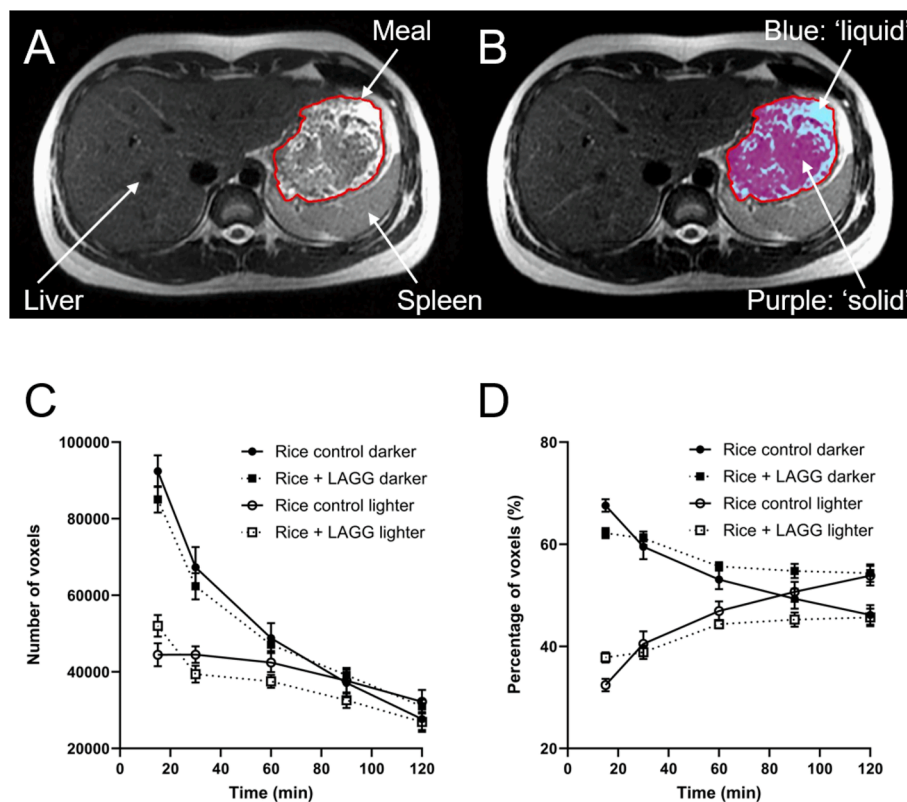 A
Meal
Liver
Spleen
B
Blue: ‘liquid’
Purple: ‘solid’
C
100000
80000
60000
40000
20000
0 20 40 60 80 100 120
Number of voxels
Time (min)
Rice control darker
Rice + LAGG darker
Rice control lighter
Rice + LAGG lighter
D
80
60
40
20
0 20 40 60 80 100 120
Percentage of voxels (%)
Time (min)
Rice control darker
Rice + LAGG darker
Rice control lighter
Rice + LAGG lighter